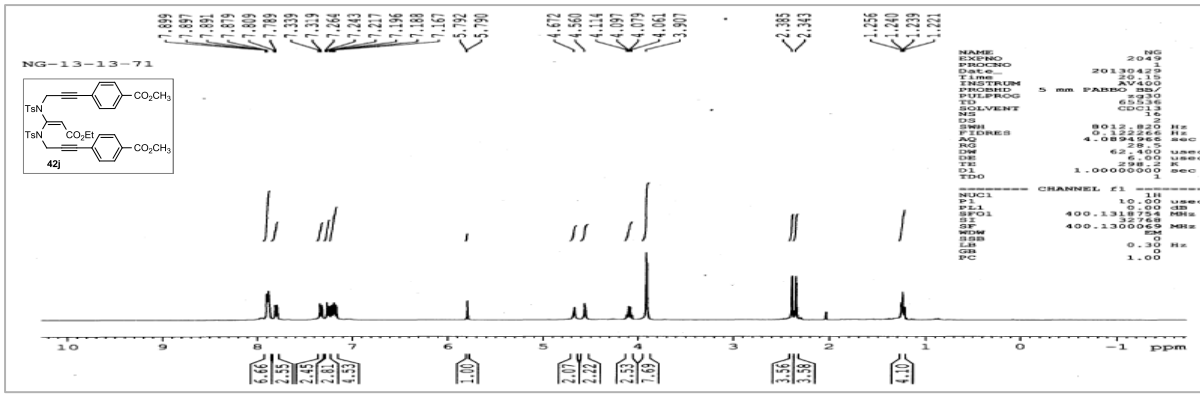 7.899 7.897 7.891 7.879 7.809 7.789 7.339 7.319 7.264 7.243 7.217 7.196 7.188 7.167 5.792 5.790 4.672 4.560 4.114 4.097 4.079 4.061 3.907 2.385 2.343 1.256 1.240 1.239 1.221
NG-13-13-71
CO₂CH₃
TsN
TsN
CO₂Et
CO₂CH₃
42j
NAME NG
EXPNO 2049
PROCNO 1
Date_ 20130429
Time 20.15
INSTRUM AV400
PROBHD 5 mm PABBO BB/
PULPROG zg30
TD 65536
SOLVENT CDCl3
NS 16
DS 2
SWH 8012.820 Hz
FIDRES 0.122266 Hz
AQ 4.0894966 sec
RG 28.5
DW 62.400 usec
DE 6.00 usec
TE 298.2 K
D1 1.00000000 sec
TD0 1
======== CHANNEL f1 ========
NUC1 1H
P1 10.00 usec
PL1 0.00 dB
SFO1 400.1318754 MHz
SI 32768
SF 400.1300069 MHz
WDW EM
SSB 0
LB 0.30 Hz
GB 0
PC 1.00
10 9 8 7 6 5 4 3 2 1 0 -1 ppm
6.66 2.55 2.45 2.81 4.53 1.00 2.07 2.22 2.53 7.69 3.56 3.58 4.10